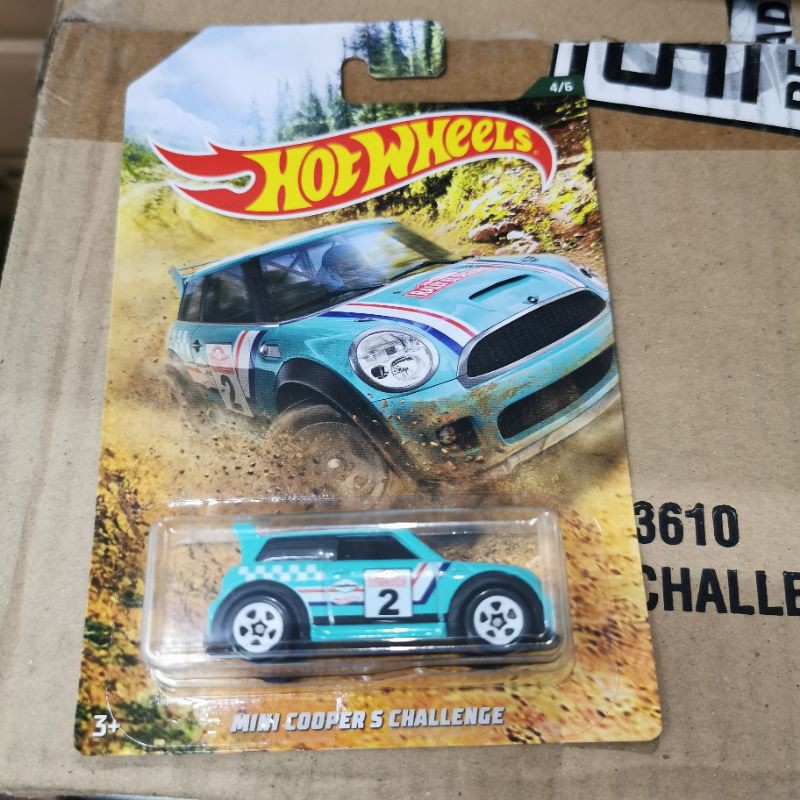 4/6
HOT WHEELS
2
2
3+
MINI COOPER S CHALLENGE
3610
CHALLE